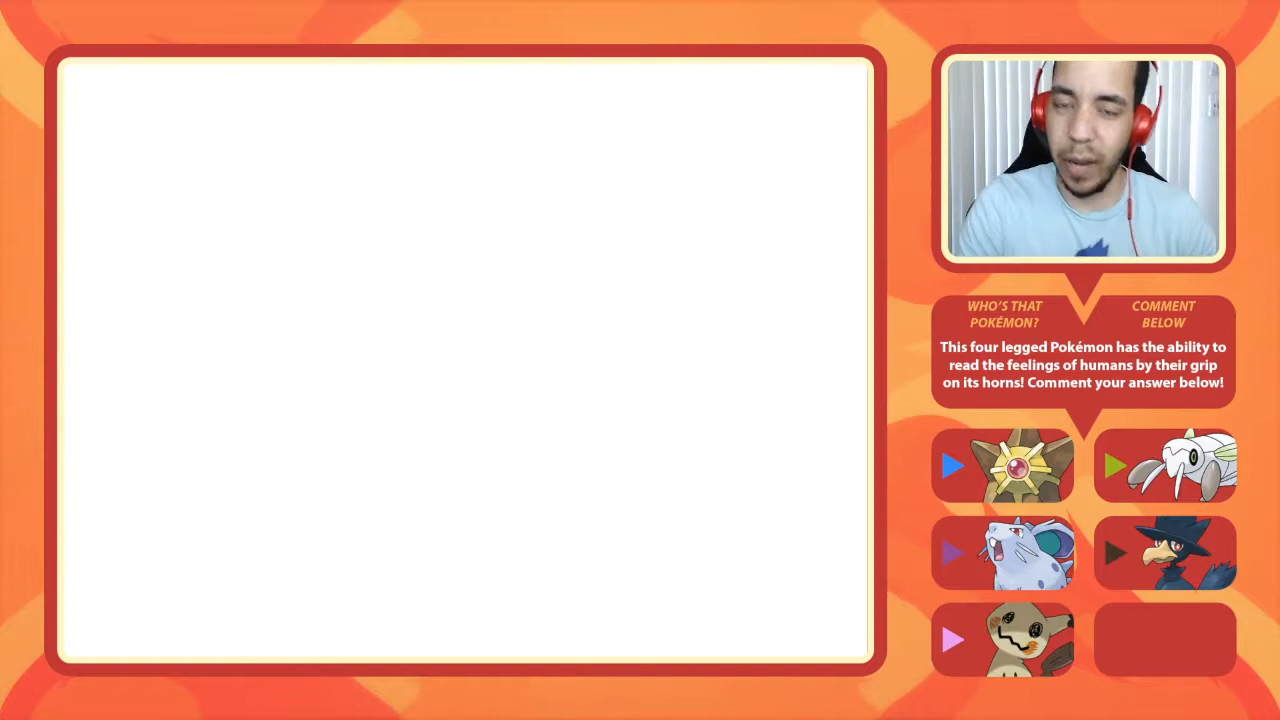 WHO'S THAT
POKÉMON?
COMMENT
BELOW
This four legged Pokémon has the ability to
read the feelings of humans by their grip
on its horns! Comment your answer below!